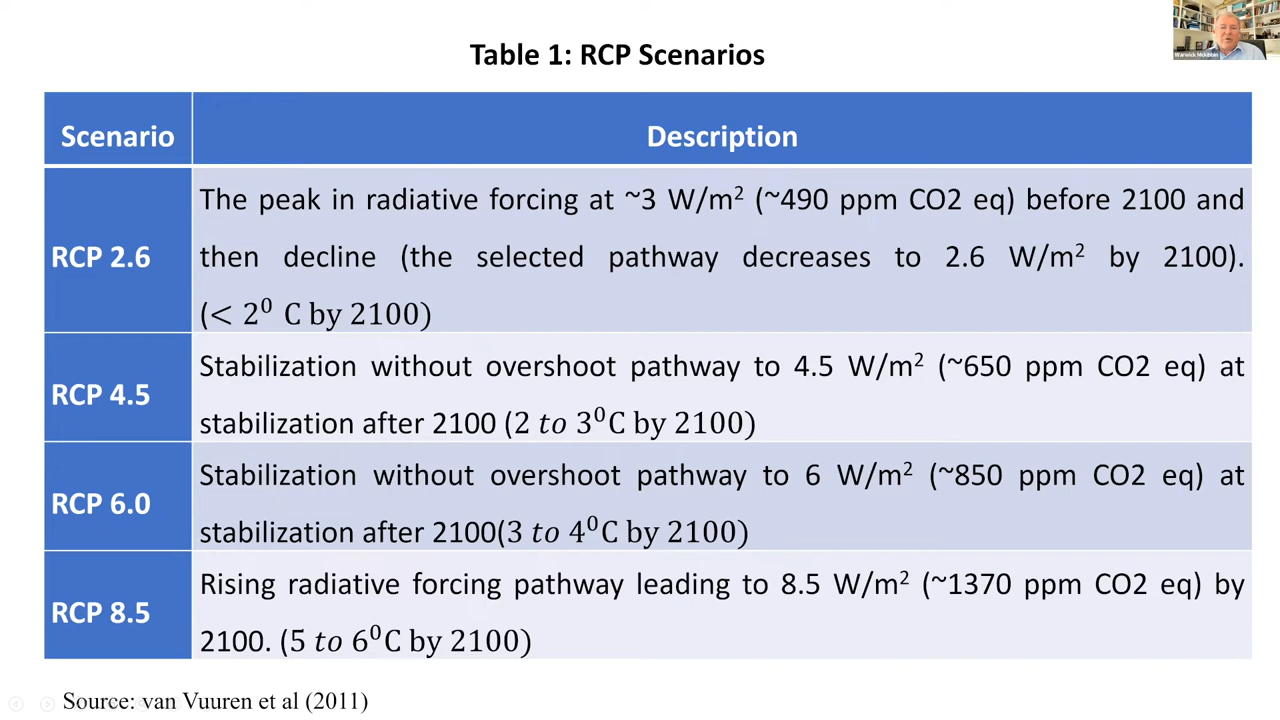 Warwick McKibbin
Table 1: RCP Scenarios
Scenario
Description
RCP 2.6
The peak in radiative forcing at ~3 W/m² (~490 ppm CO2 eq) before 2100 and
then decline (the selected pathway decreases to 2.6 W/m² by 2100).
(< 2⁰ C by 2100)
RCP 4.5
Stabilization without overshoot pathway to 4.5 W/m² (~650 ppm CO2 eq) at
stabilization after 2100 (2 to 3⁰C by 2100)
RCP 6.0
Stabilization without overshoot pathway to 6 W/m² (~850 ppm CO2 eq) at
stabilization after 2100(3 to 4⁰C by 2100)
RCP 8.5
Rising radiative forcing pathway leading to 8.5 W/m² (~1370 ppm CO2 eq) by
2100. (5 to 6⁰C by 2100)
Source: van Vuuren et al (2011)